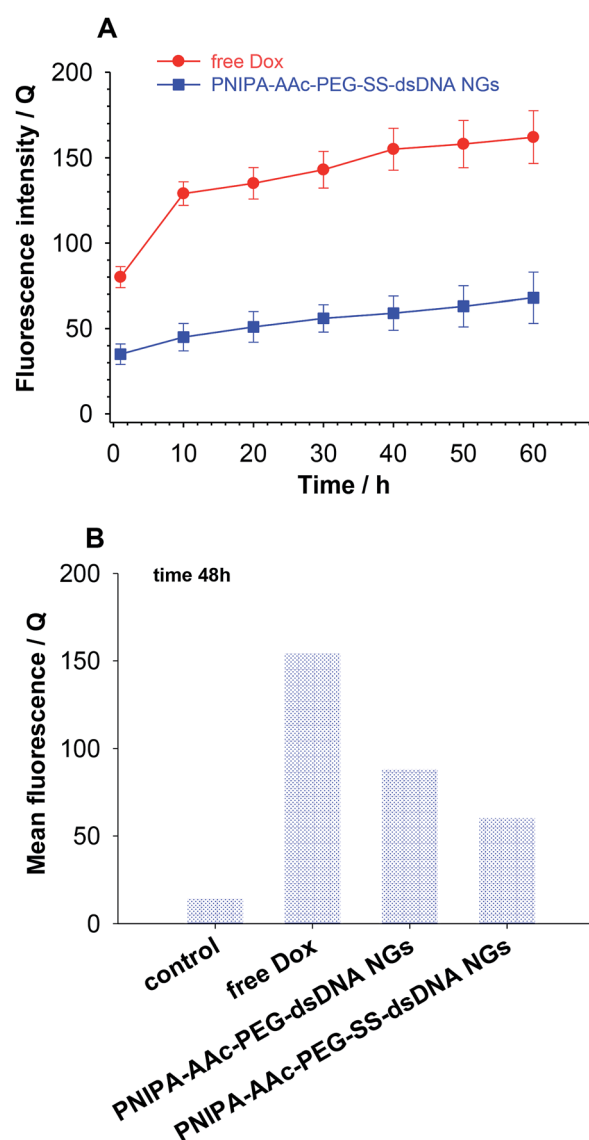 A
free Dox
PNIPA-AAc-PEG-SS-dsDNA NGs
200
150
100
50
0
Fluorescence intensity / Q
0 10 20 30 40 50 60
Time / h
B
time 48h
200
150
100
50
0
Mean fluorescence / Q
control
free Dox
PNIPA-AAc-PEG-dsDNA NGs
PNIPA-AAc-PEG-SS-dsDNA NGs